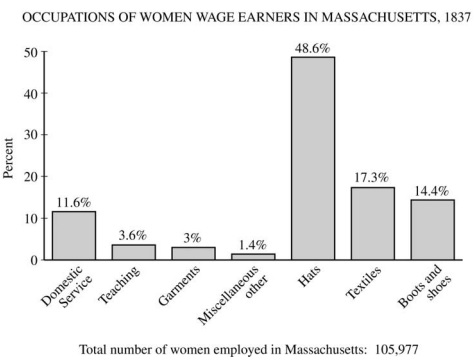 OCCUPATIONS OF WOMEN WAGE EARNERS IN MASSACHUSETTS, 1837
Percent
50
40
30
20
10
0
11.6%
3.6%
3%
1.4%
48.6%
17.3%
14.4%
Domestic
Service
Teaching
Garments
Miscellaneous
other
Hats
Textiles
Boots and
shoes
Total number of women employed in Massachusetts: 105,977